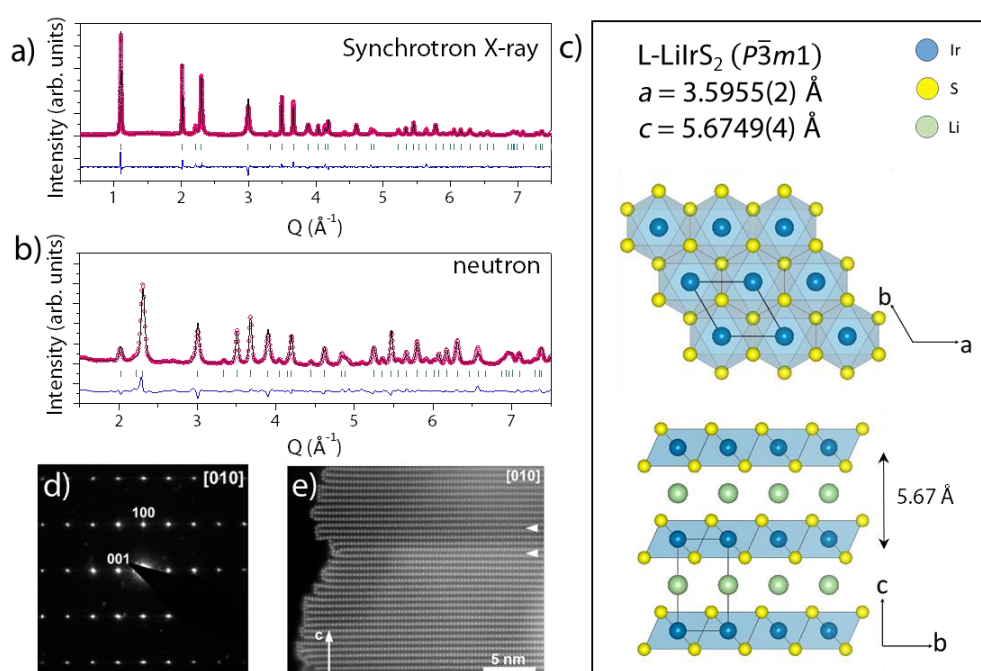 a)
Synchrotron X-ray
Intensity (arb. units)
1 2 3 4 5 6 7
Q (Å⁻¹)
b)
neutron
Intensity (arb. units)
2 3 4 5 6 7
Q (Å⁻¹)
c)
L-LiIrS₂ (P3̅m1)
a = 3.5955(2) Å
c = 5.6749(4) Å
Ir
S
Li
b
a
5.67 Å
c
b
d)
[010]
100
001
e)
[010]
c
5 nm